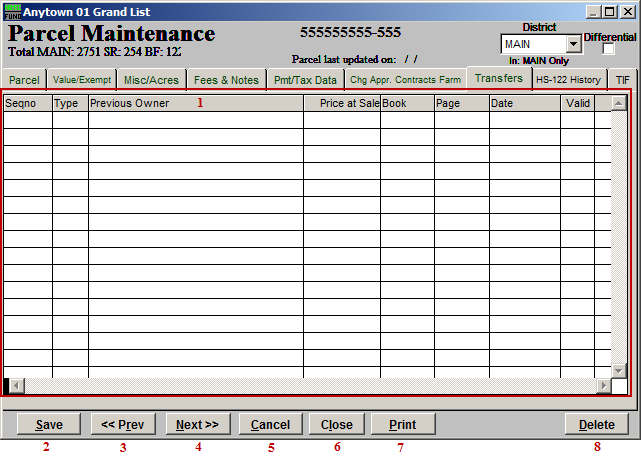 FUND
Anytown 01 Grand List
Parcel Maintenance
555555555-555
District
Differential
Total MAIN: 2751 SR: 254 BF: 122
MAIN
Parcel last updated on: / /
In: MAIN Only
Parcel Value/Exempt Misc/Acres Fees & Notes Pmt/Tax Data Chg Appr. Contracts Farm Transfers HS-122 History TIF
Seqno Type Previous Owner 1 Price at Sale Book Page Date Valid
Save << Prev Next >> Cancel Close Print Delete
2 3 4 5 6 7 8